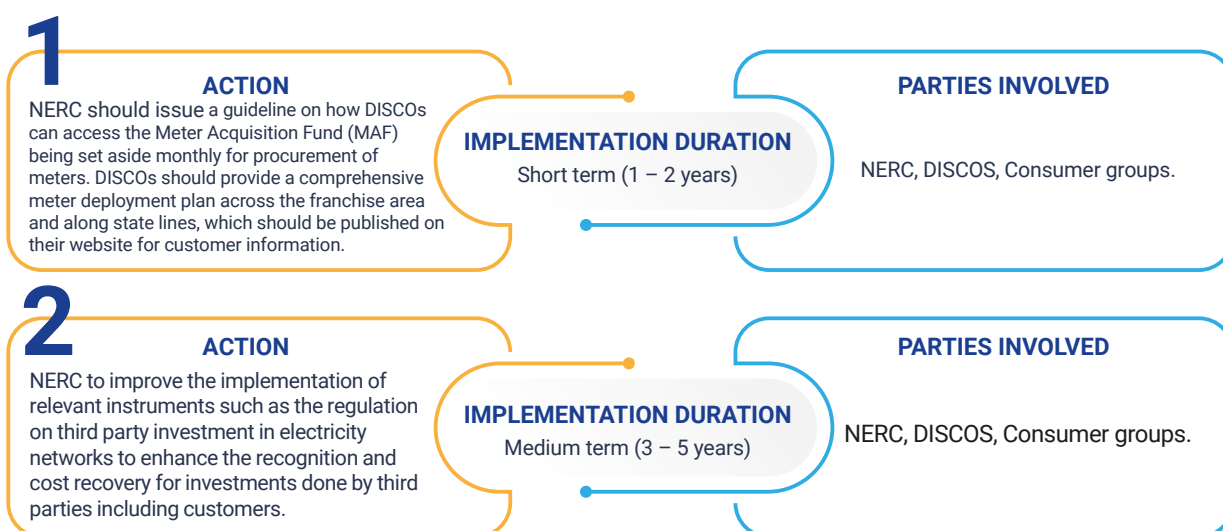 1
ACTION
NERC should issue a guideline on how DISCOs
can access the Meter Acquisition Fund (MAF)
being set aside monthly for procurement of
meters. DISCOs should provide a comprehensive
meter deployment plan across the franchise area
and along state lines, which should be published on
their website for customer information.
IMPLEMENTATION DURATION
Short term (1 – 2 years)
PARTIES INVOLVED
NERC, DISCOS, Consumer groups.
2
ACTION
NERC to improve the implementation of
relevant instruments such as the regulation
on third party investment in electricity
networks to enhance the recognition and
cost recovery for investments done by third
parties including customers.
IMPLEMENTATION DURATION
Medium term (3 – 5 years)
PARTIES INVOLVED
NERC, DISCOS, Consumer groups.